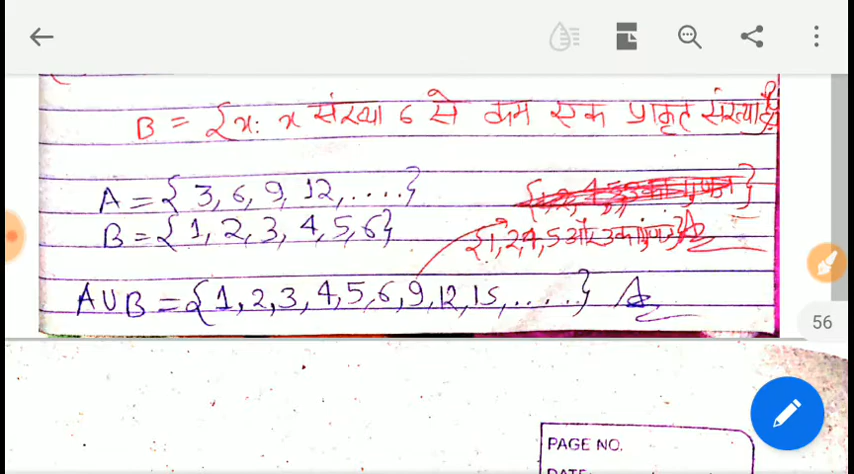 B = {x: x संख्या 6 से कम एक प्राकृत संख्या है}
A = { 3, 6, 9, 12, .....}
B = { 1, 2, 3, 4, 5, 6}
{1, 2, 4, 5 और 3 का गुणज} A
A U B = { 1, 2, 3, 4, 5, 6, 9, 12, 15, .....} A
56
PAGE NO.
DATE